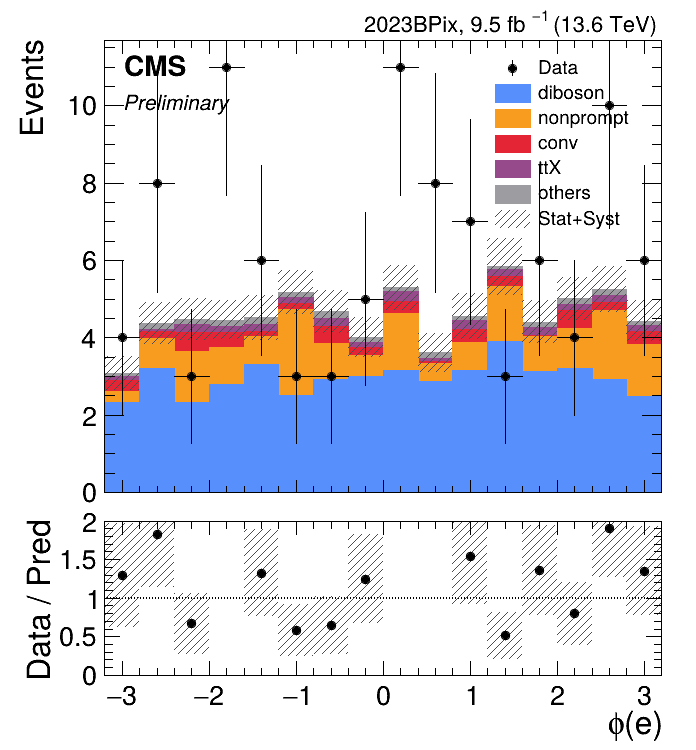 2023BPix, 9.5 fb⁻¹ (13.6 TeV)
Events
CMS
Preliminary
Data
diboson
nonprompt
conv
ttX
others
Stat+Syst
10
8
6
4
2
0
Data / Pred
2
1.5
1
0.5
0
−3 −2 −1 0 1 2 3
ϕ(e)